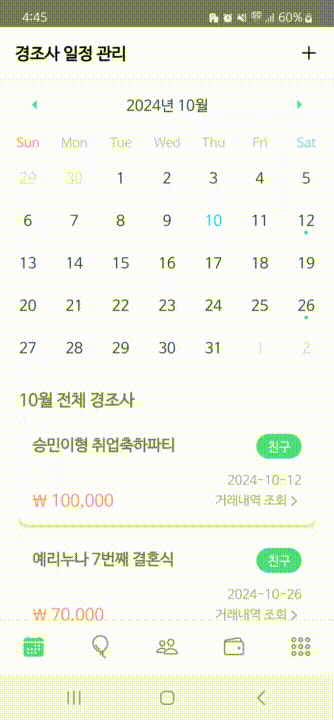 4:45
60%
경조사 일정 관리
2024년 10월
Sun Mon Tue Wed Thu Fri Sat
29 30 1 2 3 4 5
6 7 8 9 10 11 12
13 14 15 16 17 18 19
20 21 22 23 24 25 26
27 28 29 30 31 1 2
10월 전체 경조사
승민이형 취업축하파티
친구
2024-10-12
₩ 100,000
거래내역 조회 >
예리누나 7번째 결혼식
친구
2024-10-26
₩ 70,000
거래내역 조회 >